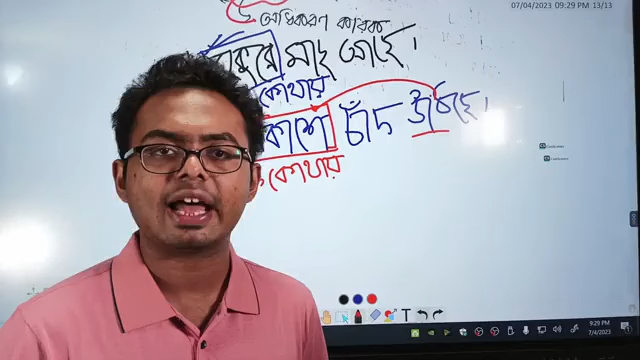 07/04/2023 09:29 PM 13/13
অধিকরণ কারক
পুকুরে মাছ আছে।
কোথায়
কাশে চাঁদ উঠেছে।
কোথায়
T
9:29 PM
7/4/2023